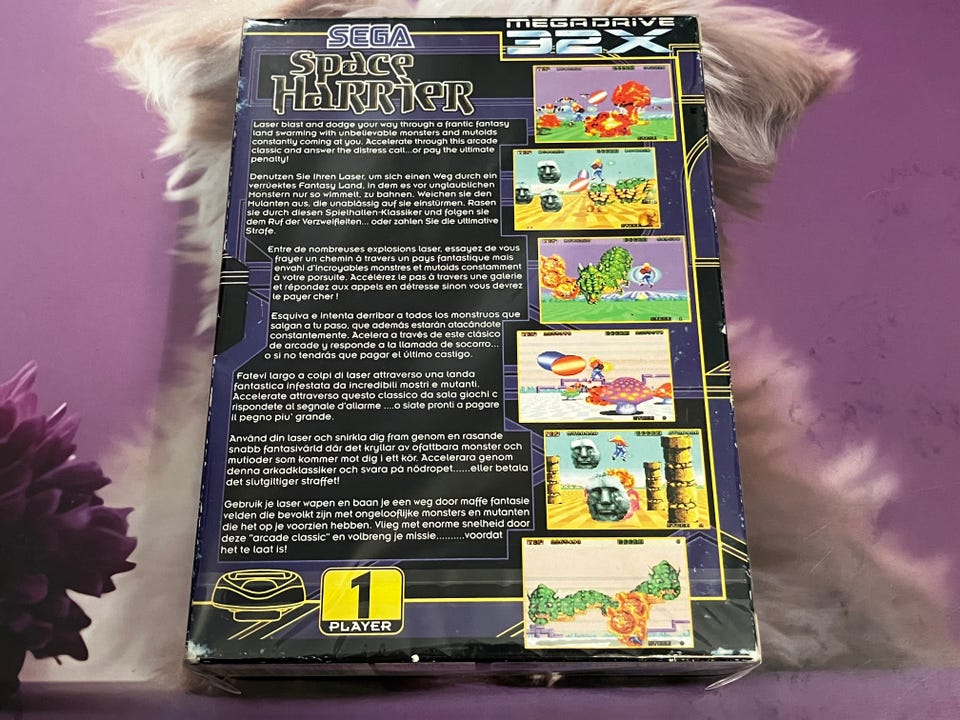 SEGA
MEGADRIVE
32X
Space
Harrier
Laser blast and dodge your way through a frantic fantasy
land swarming with unbelievable monsters and mutoids
constantly coming at you. Accelerate through this arcade
classic and answer the distress call...or pay the ultimate
penalty!
Denutzen Sie Ihren Laser, um sich einen Weg durch ein
verrüektes Fantasy Land, in dem es vor unglaublichen
Monstern nur so wimmelt, zu bahnen. Weichen sie den
Mulanten aus, die unablässig auf sie einstürmen. Rasen
sie durch diesen Spielhallen-Klassiker und folgen sie
dem Ruf der Verzweifleiten... oder zahlen Sie die ultimative
Strafe.
Entre de nombreuses explosions laser, essayez de vous
frayer un chemin à travers un pays fantastique mais
envahi d'incroyables monstres et mutoids constamment
à votre porsuite. Accélérez le pas à travers une galerie
et répondez aux appels en détresse sinon vous devrez
le payer cher !
Esquiva e intenta derribar a todos los monstruos que
salgan a tu paso, que además estarán atacándote
constantemente. Acelera a través de este clásico
de arcade y responde a la llamada de socorro...
o si no tendrás que pagar el último castigo.
Fatevi largo a colpi di laser attraverso una landa
fantastica infestata da incredibili mostri e mutanti.
Accelerate attraverso questo classico da sala giochi c
rispondete al segnale d'allarme ....o siate pronti a pagare
il pegno piu' grande.
Använd din laser och snirkla dig fram genom en rasande
snabb fantasivärld där det kryllar av ofattbara monster och
mutioder som kommer mot dig i ett kör. Accelerara genom
denna arkadklassiker och svara på nödropet......eller betala
det slutgiltiger straffet!
Gebruik je laser wapen en baan je een weg door maffe fantasie
velden die bevolkt zijn met ongelooflijke monsters en mutanten
die het op je voorzien hebben. Vlieg met enorme snelheid door
deze "arcade classic" en volbreng je missie..........voordat
het te laat is!
1
PLAYER